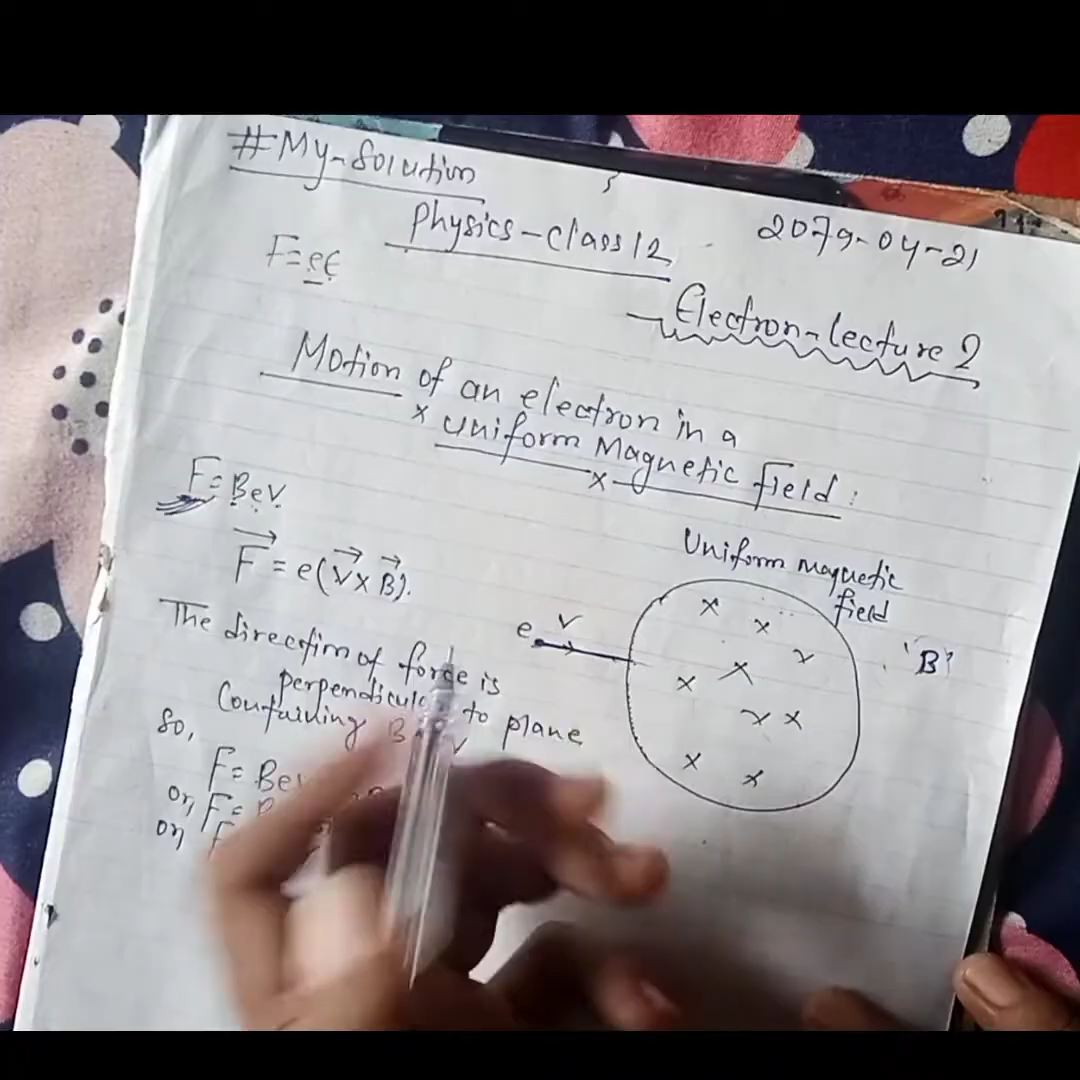 #My-Solution
Physics-class 12
2079-04-21
F=eE
Electron-lecture 2
Motion of an electron in a
x Uniform Magnetic Field:
x
F=BeV
F = e(V x B).
Uniform magnetic
field
'B'
e V
x x x x x x x x x x
The direction of force is
perpendicular to plane
Containing B V
So,
F= Bev
or, F=
or, F